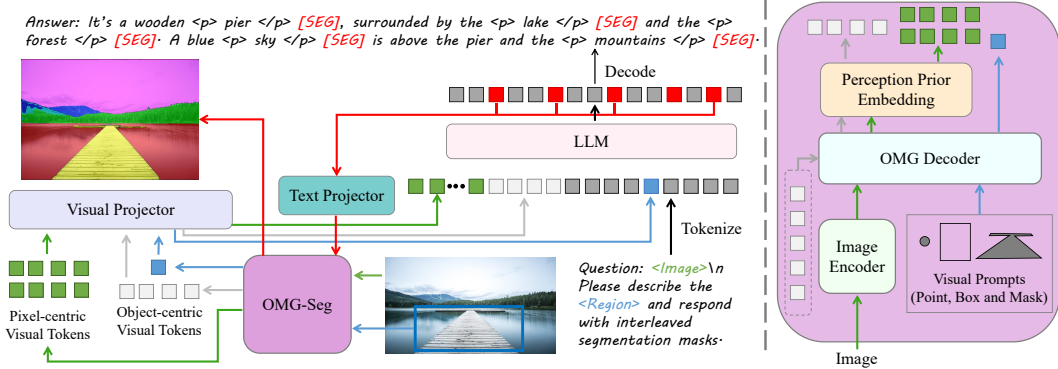 Answer: It's a wooden <p> pier </p> [SEG], surrounded by the <p> lake </p> [SEG] and the <p>
forest </p> [SEG]. A blue <p> sky </p> [SEG] is above the pier and the <p> mountains </p> [SEG].
Decode
LLM
Text Projector
Visual Projector
Tokenize
OMG-Seg
Pixel-centric
Visual Tokens
Object-centric
Visual Tokens
Question: <Image>\n
Please describe the
<Region> and respond
with interleaved
segmentation masks.
Perception Prior
Embedding
OMG Decoder
Image
Encoder
Visual Prompts
(Point, Box and Mask)
Image